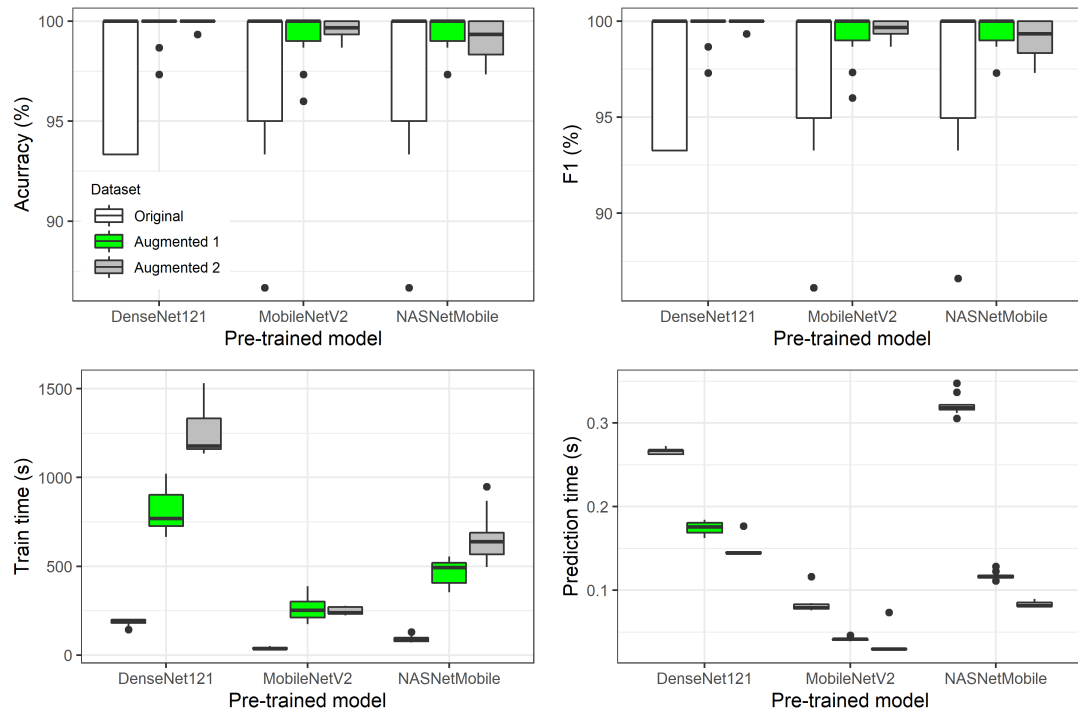 100
95
90
Acurracy (%)
Dataset
Original
Augmented 1
Augmented 2
DenseNet121 MobileNetV2 NASNetMobile
Pre-trained model
100
95
90
F1 (%)
DenseNet121 MobileNetV2 NASNetMobile
Pre-trained model
1500
1000
500
0
Train time (s)
DenseNet121 MobileNetV2 NASNetMobile
Pre-trained model
0.3
0.2
0.1
Prediction time (s)
DenseNet121 MobileNetV2 NASNetMobile
Pre-trained model